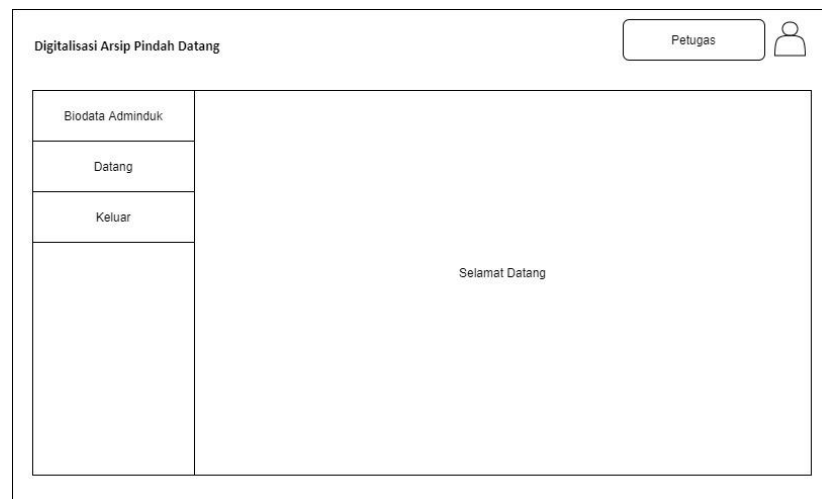 Digitalisasi Arsip Pindah Datang
Petugas
Biodata Adminduk
Datang
Keluar
Selamat Datang